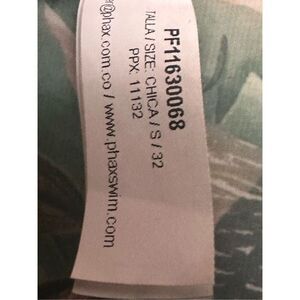 PF11630068
TALLA / SIZE: CHICA / S / 32
PPX: 11132
@phax.com.co / www.phaxswim.com